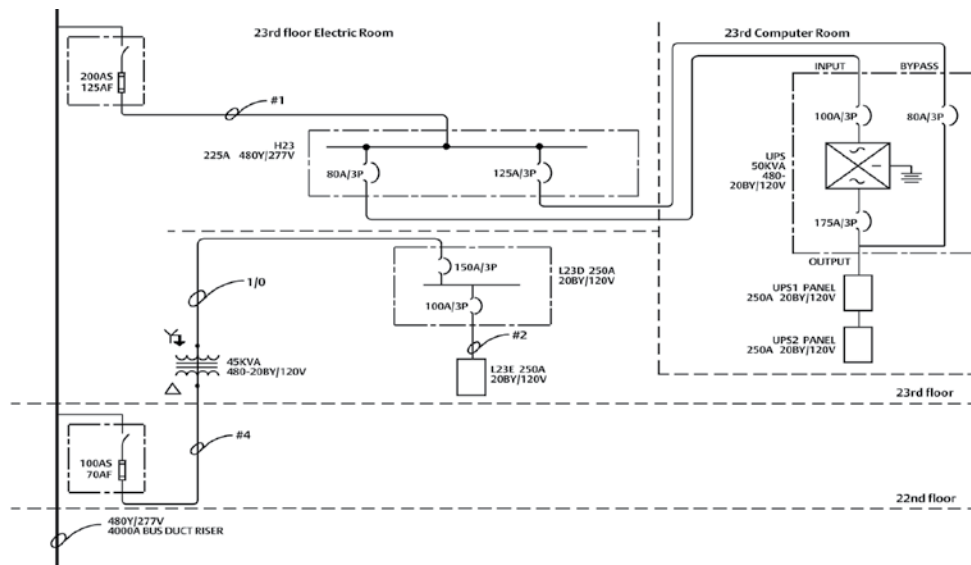 23rd floor Electric Room
23rd Computer Room
INPUT
BYPASS
200AS
125AF
#1
100A/3P
80A/3P
H23
225A 480Y/277V
80A/3P
125A/3P
UPS
50KVA
480-
20BY/120V
175A/3P
OUTPUT
150A/3P
L23D 250A
20BY/120V
1/0
100A/3P
UPS1 PANEL
250A 20BY/120V
#2
Y
45KVA
480-20BY/120V
L23E 250A
20BY/120V
UPS2 PANEL
250A 20BY/120V
23rd floor
#4
100AS
70AF
22nd floor
480Y/277V
4000A BUS DUCT RISER